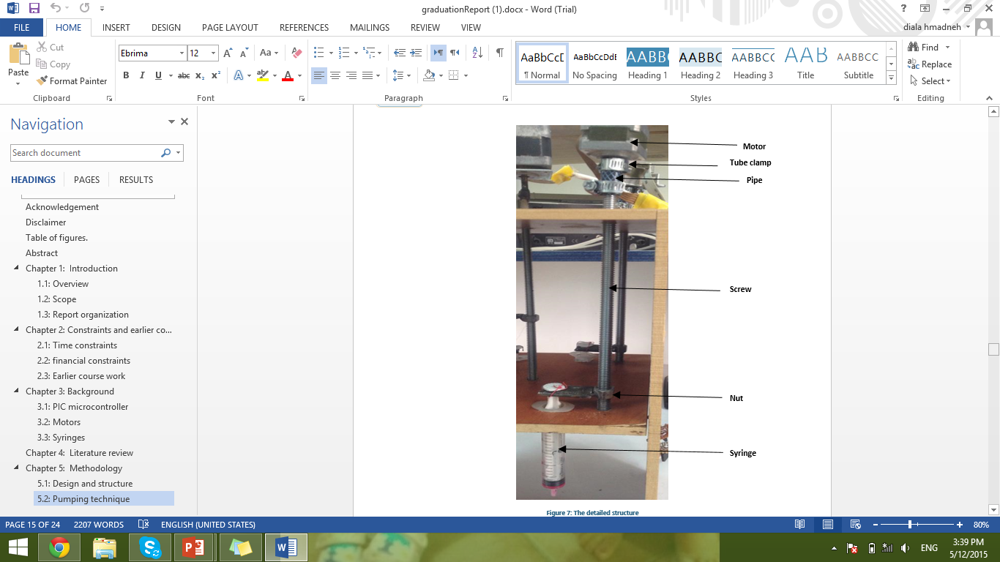 graduationReport (1).docx - Word (Trial)
FILE HOME INSERT DESIGN PAGE LAYOUT REFERENCES MAILINGS REVIEW VIEW
diala hmadneh
Paste
Cut
Copy
Format Painter
Clipboard
Ebrima 12
Font
Paragraph
AaBbCcI AaBbCcDdE AABBC AABBC AABBCC AAB AABBCC
¶ Normal No Spacing Heading 1 Heading 2 Heading 3 Title Subtitle
Styles
Find
Replace
Select
Editing
Navigation
Search document
HEADINGS PAGES RESULTS
Acknowledgement
Disclaimer
Table of figures.
Abstract
Chapter 1: Introduction
1.1: Overview
1.2: Scope
1.3: Report organization
Chapter 2: Constraints and earlier co...
2.1: Time constraints
2.2: financial constraints
2.3: Earlier course work
Chapter 3: Background
3.1: PIC microcontroller
3.2: Motors
3.3: Syringes
Chapter 4: Literature review
Chapter 5: Methodology
5.1: Design and structure
5.2: Pumping technique
Motor
Tube clamp
Pipe
Screw
Nut
Syringe
Figure 7: The detailed structure
PAGE 15 OF 24 2207 WORDS ENGLISH (UNITED STATES)
80%
ENG
3:39 PM
5/12/2015